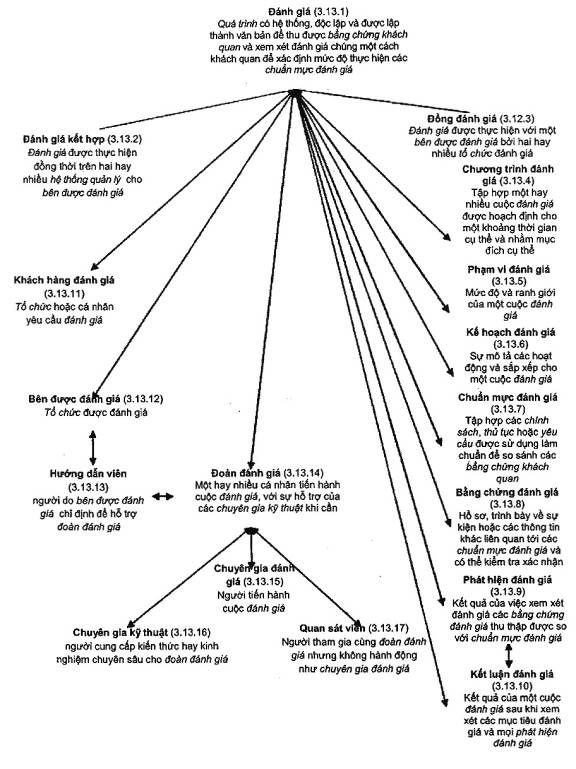 Đánh giá (3.13.1)
Quá trình có hệ thống, độc lập và được lập
thành văn bản để thu được bằng chứng khách
quan và xem xét đánh giá chúng một cách
khách quan để xác định mức độ thực hiện các
chuẩn mực đánh giá
Đánh giá kết hợp (3.13.2)
Đánh giá được thực hiện
đồng thời trên hai hay
nhiều hệ thống quản lý cho
bên được đánh giá
Đồng đánh giá (3.12.3)
Đánh giá được thực hiện với một
bên được đánh giá bởi hai hay
nhiều tổ chức đánh giá
Chương trình đánh
giá (3.13.4)
Tập hợp một hay
nhiều cuộc đánh giá
được hoạch định cho
một khoảng thời gian
cụ thể và nhằm mục
đích cụ thể
Khách hàng đánh giá
(3.13.11)
Tổ chức hoặc cá nhân
yêu cầu đánh giá
Phạm vi đánh giá
(3.13.5)
Mức độ và ranh giới
của một cuộc đánh
giá
Kế hoạch đánh giá
(3.13.6)
Sự mô tả các hoạt
động và sắp xếp cho
một cuộc đánh giá
Bên được đánh giá (3.13.12)
Tổ chức được đánh giá
Chuẩn mực đánh giá
(3.13.7)
Tập hợp các chính
sách, thủ tục hoặc yêu
cầu được sử dụng làm
chuẩn để so sánh các
bằng chứng khách
quan
Hướng dẫn viên
(3.13.13)
người do bên được đánh
giá chỉ định để hỗ trợ
đoàn đánh giá
Đoàn đánh giá (3.13.14)
Một hay nhiều cá nhân tiến hành
cuộc đánh giá, với sự hỗ trợ của
các chuyên gia kỹ thuật khi cần
Bằng chứng đánh giá
(3.13.8)
Hồ sơ, trình bày về sự
kiện hoặc các thông tin
khác liên quan tới các
chuẩn mực đánh giá và
có thể kiểm tra xác nhận
Chuyên gia đánh
giá (3.13.15)
Người tiến hành
cuộc đánh giá
Phát hiện đánh giá
(3.13.9)
Kết quả của việc xem xét
đánh giá các bằng chứng
đánh giá thu thập được so
với chuẩn mực đánh giá
Chuyên gia kỹ thuật (3.13.16)
người cung cấp kiến thức hay kinh
nghiệm chuyên sâu cho đoàn đánh giá
Quan sát viên (3.13.17)
Người tham gia cùng đoàn đánh
giá nhưng không hành động
như chuyên gia đánh giá
Kết luận đánh giá
(3.13.10)
Kết quả của một cuộc
đánh giá sau khi xem
xét các mục tiêu đánh
giá và mọi phát hiện
đánh giá